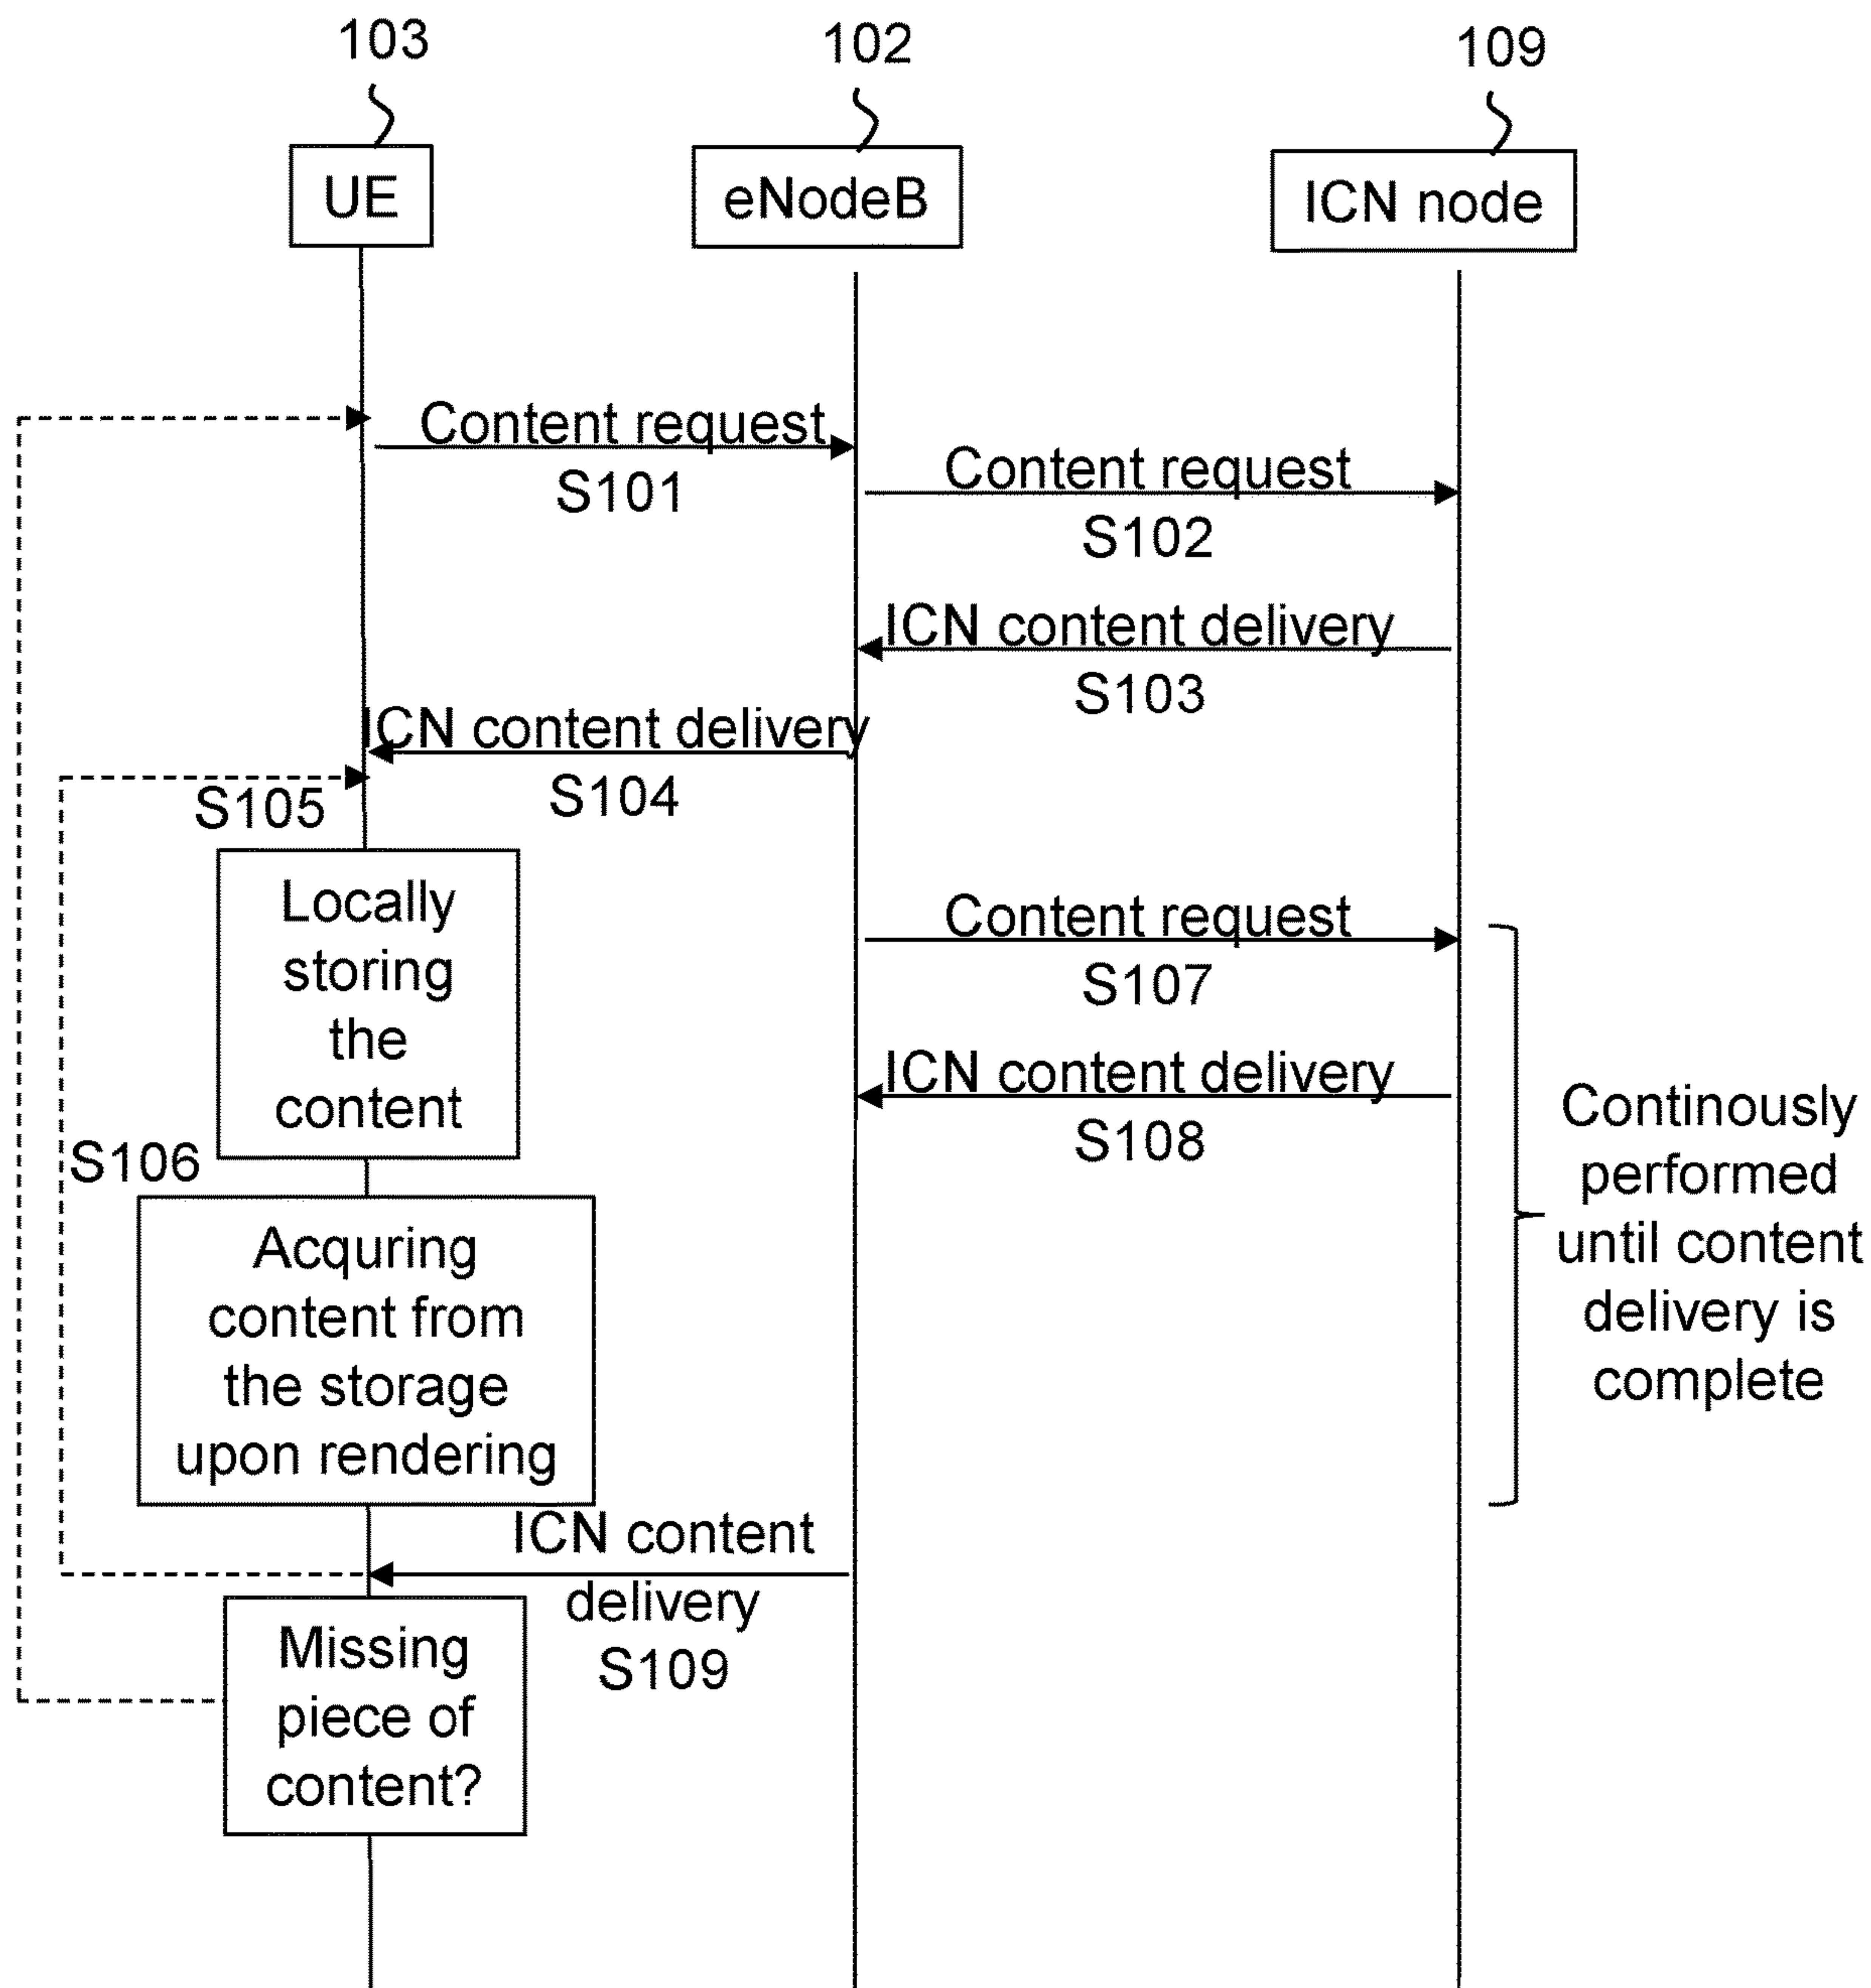 103
102
109
UE
eNodeB
ICN node
Content request
S101
Content request
S102
ICN content delivery
S103
ICN content delivery
S104
S105
Locally
storing
the
content
Content request
S107
ICN content delivery
S108
Continously
performed
until content
delivery is
complete
S106
Acquring
content from
the storage
upon rendering
ICN content
delivery
S109
Missing
piece of
content?